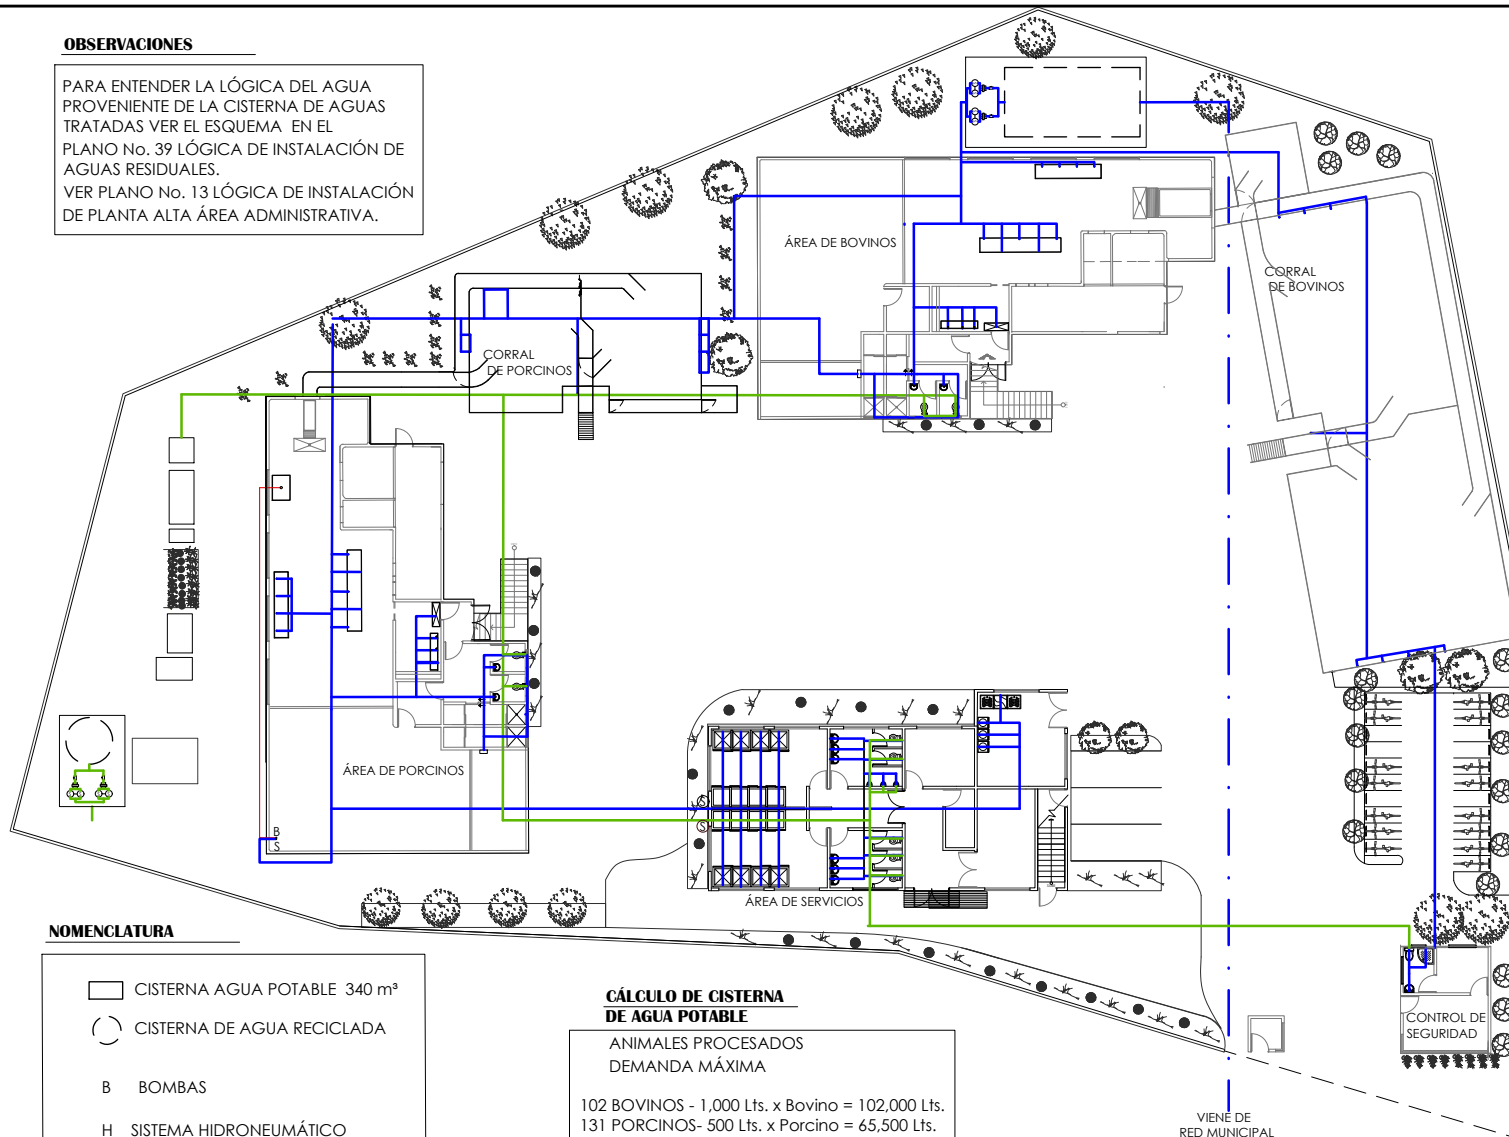 OBSERVACIONES
PARA ENTENDER LA LÓGICA DEL AGUA
PROVENIENTE DE LA CISTERNA DE AGUAS
TRATADAS VER EL ESQUEMA EN EL
PLANO No. 39 LÓGICA DE INSTALACIÓN DE
AGUAS RESIDUALES.
VER PLANO No. 13 LÓGICA DE INSTALACIÓN
DE PLANTA ALTA ÁREA ADMINISTRATIVA.
ÁREA DE BOVINOS
CORRAL
DE BOVINOS
CORRAL
DE PORCINOS
ÁREA DE PORCINOS
B
S
ÁREA DE SERVICIOS
CONTROL DE
SEGURIDAD
VIENE DE
RED MUNICIPAL
NOMENCLATURA
CISTERNA AGUA POTABLE 340 m³
CISTERNA DE AGUA RECICLADA
B BOMBAS
H SISTEMA HIDRONEUMÁTICO
CÁLCULO DE CISTERNA
DE AGUA POTABLE
ANIMALES PROCESADOS
DEMANDA MÁXIMA
102 BOVINOS - 1,000 Lts. x Bovino = 102,000 Lts.
131 PORCINOS- 500 Lts. x Porcino = 65,500 Lts.